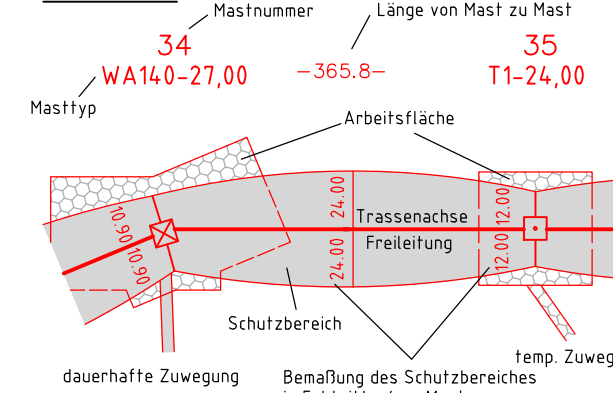 Mastnummer
Länge von Mast zu Mast
34
-365.8-
35
WA140-27,00
T1-24,00
Masttyp
Arbeitsfläche
10.90
10.90
24.00
24.00
Trassenachse
Freileitung
12.00
12.00
Schutzbereich
temp. Zuweg
dauerhafte Zuwegung
Bemaßung des Schutzbereiches